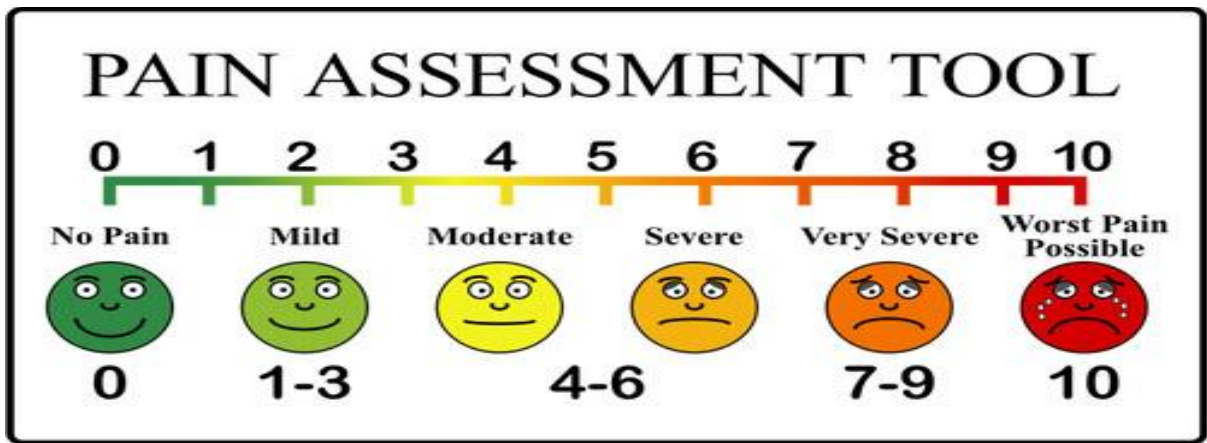 PAIN ASSESSMENT TOOL
0 1 2 3 4 5 6 7 8 9 10
No Pain Mild Moderate Severe Very Severe Worst Pain Possible
0 1-3 4-6 7-9 10